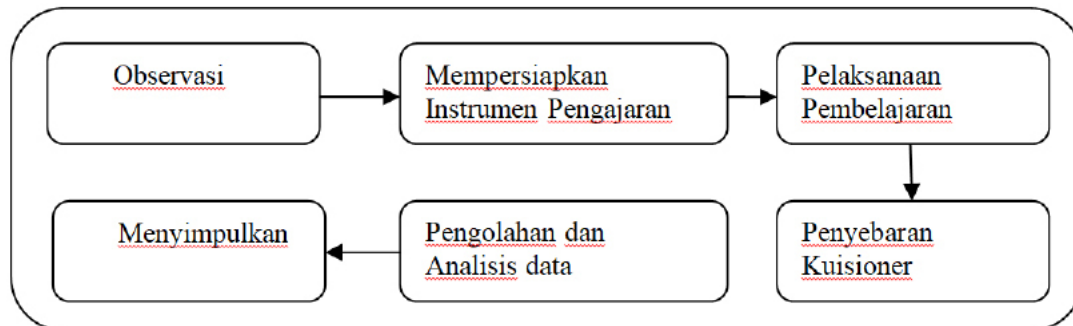 Observasi
Mempersiapkan
Instrumen Pengajaran
Pelaksanaan
Pembelajaran
Penyebaran
Kuisioner
Pengolahan dan
Analisis data
Menyimpulkan